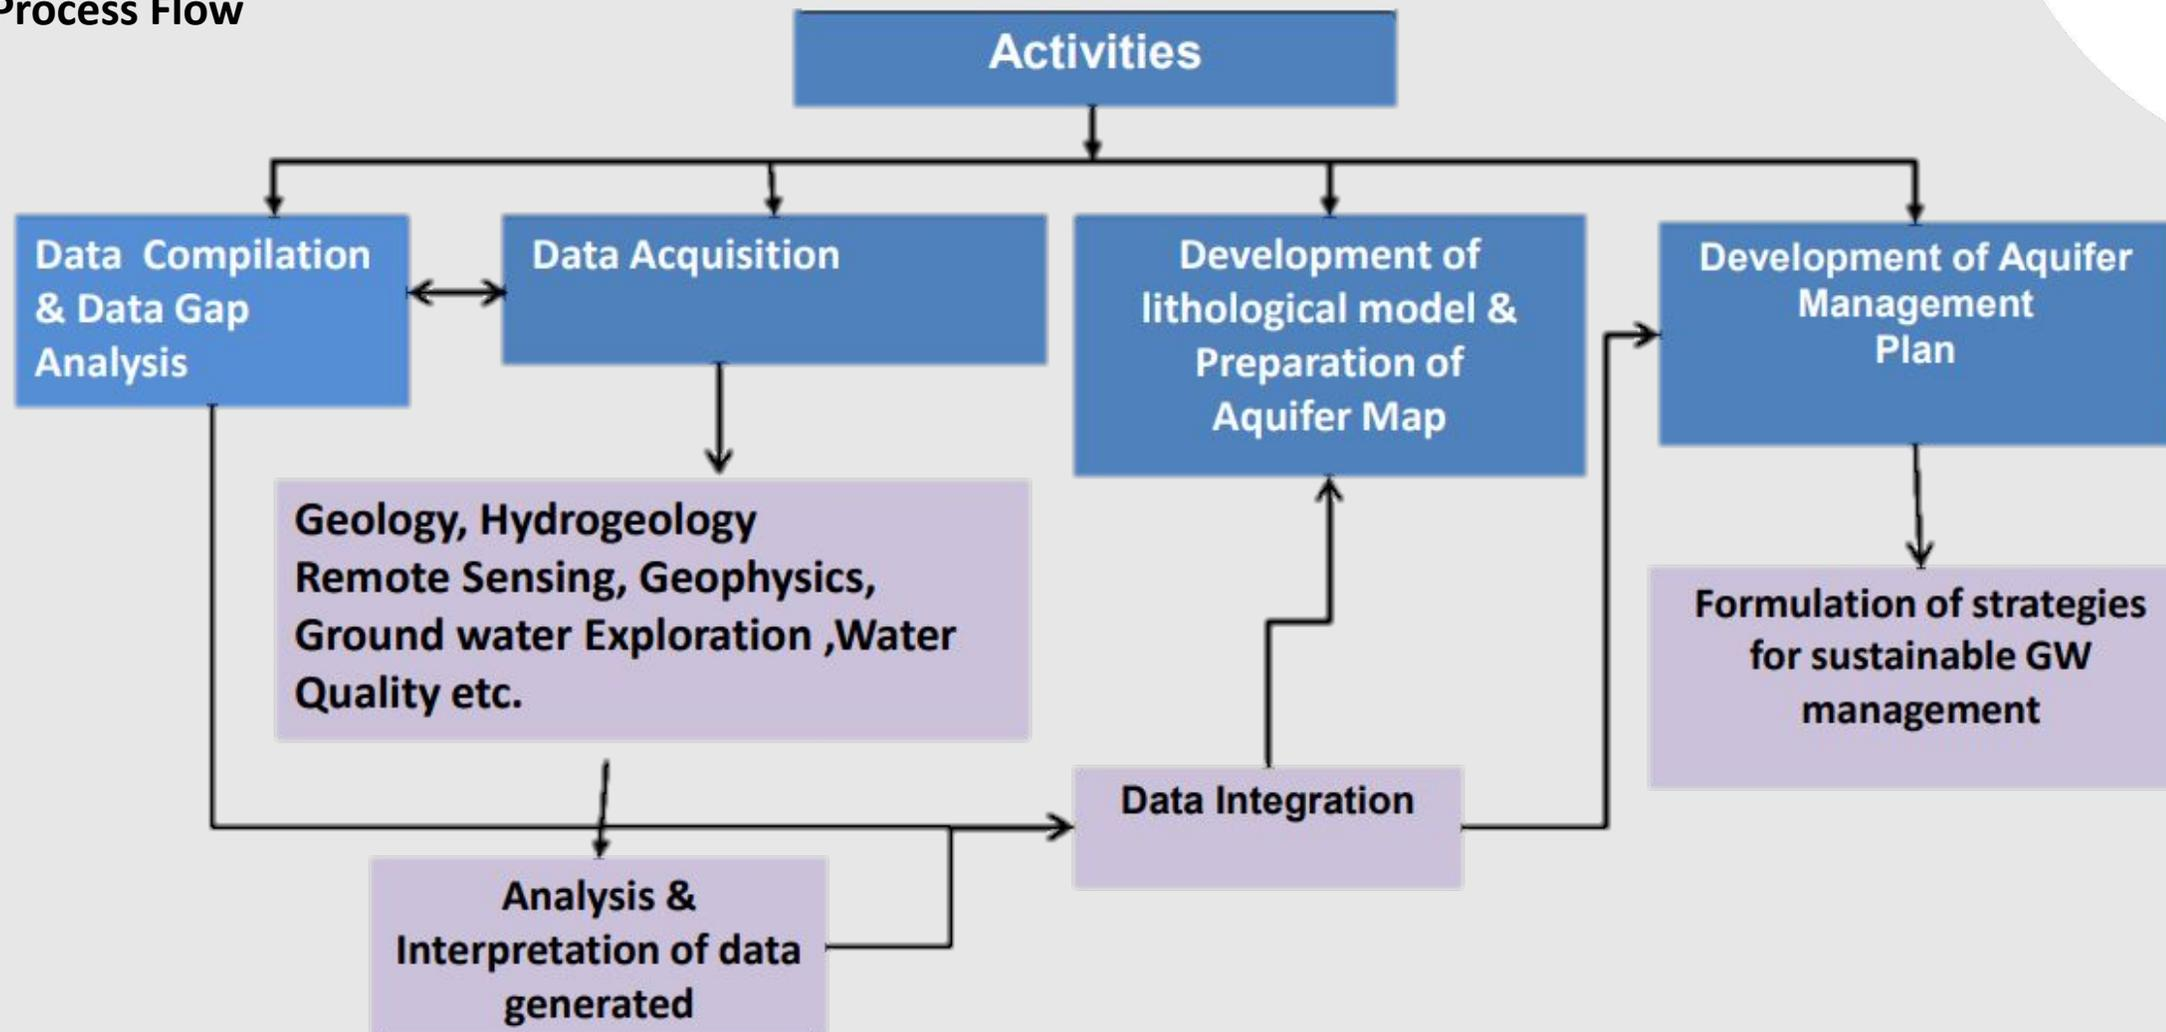 Process Flow
Activities
Data Compilation
& Data Gap
Analysis
Data Acquisition
Development of
lithological model &
Preparation of
Aquifer Map
Development of Aquifer
Management
Plan
Geology, Hydrogeology
Remote Sensing, Geophysics,
Ground water Exploration ,Water
Quality etc.
Formulation of strategies
for sustainable GW
management
Data Integration
Analysis &
Interpretation of data
generated